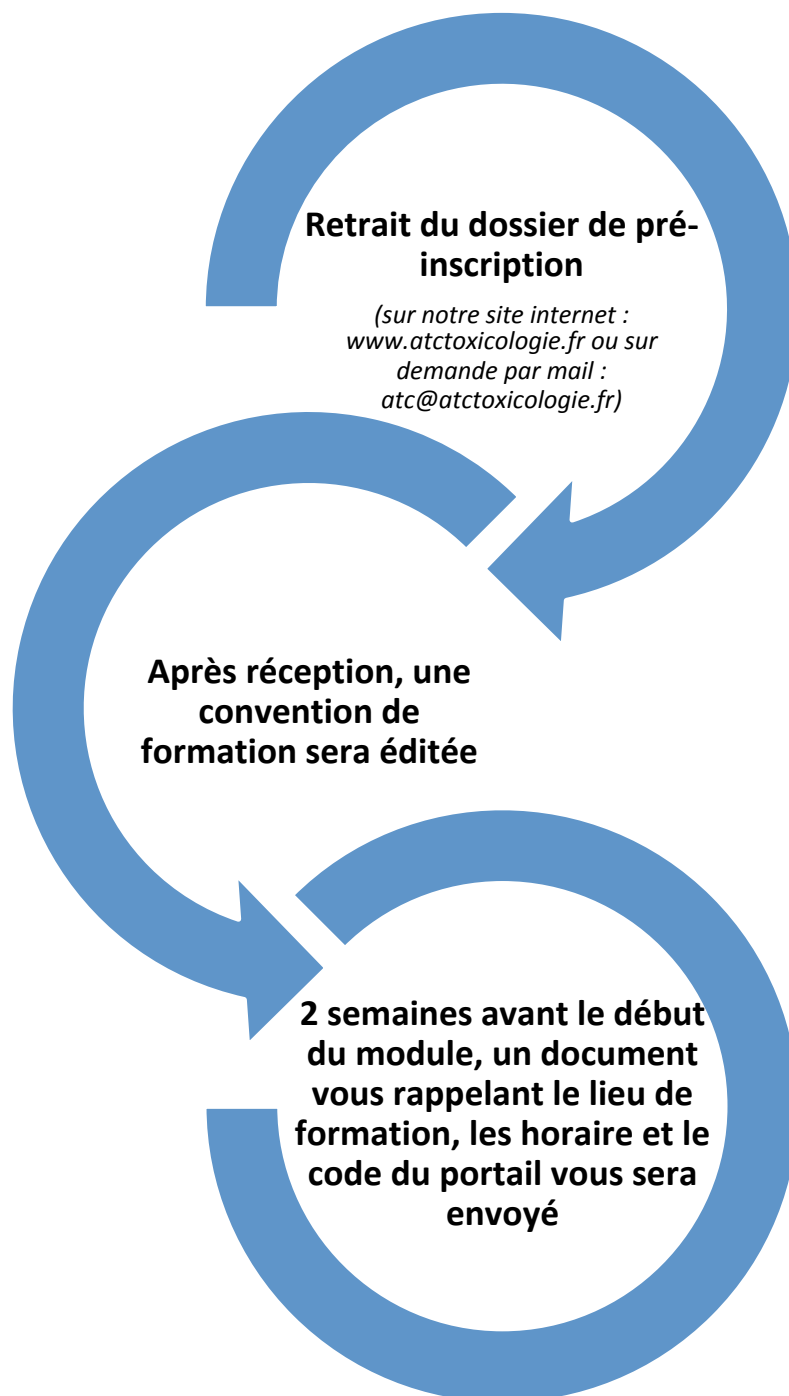 Retrait du dossier de pré-
inscription
(sur notre site internet :
www.atctoxicologie.fr ou sur
demande par mail :
atc@atctoxicologie.fr)
Après réception, une
convention de
formation sera éditée
2 semaines avant le début
du module, un document
vous rappelant le lieu de
formation, les horaire et le
code du portail vous sera
envoyé